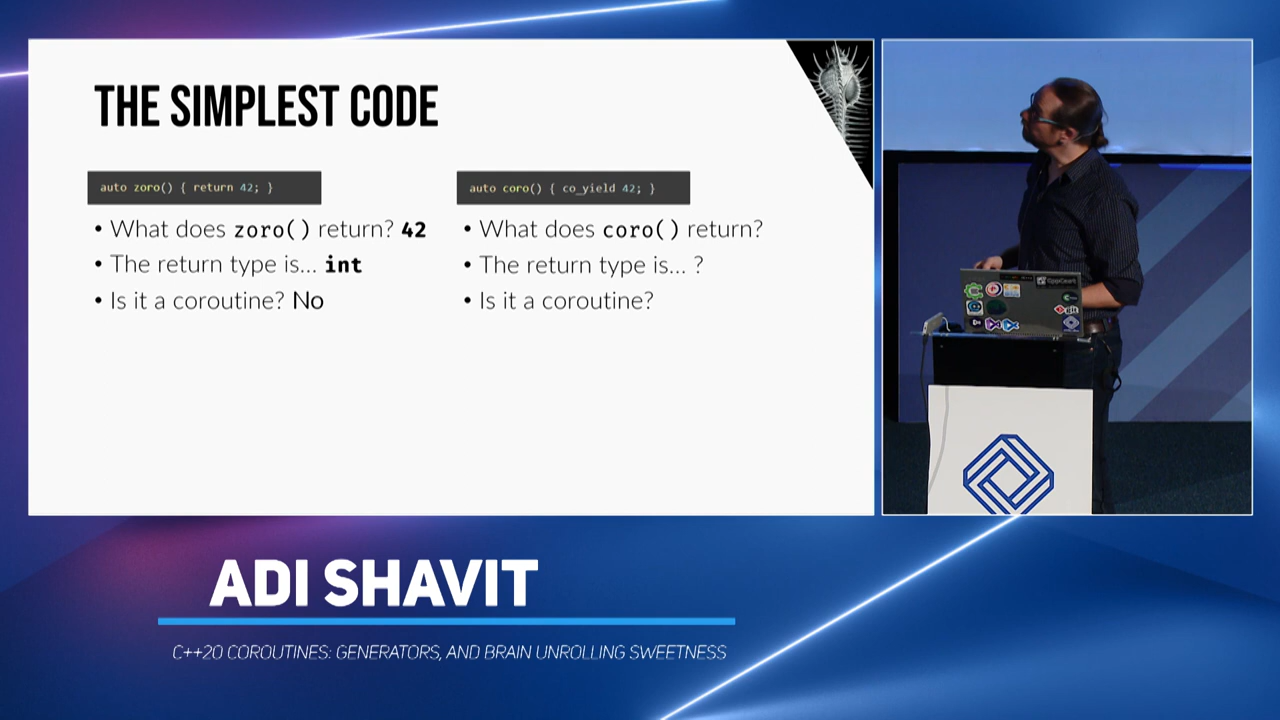 THE SIMPLEST CODE
auto zoro() { return 42; }
• What does zoro() return? 42
• The return type is... int
• Is it a coroutine? No
auto coro() { co_yield 42; }
• What does coro() return?
• The return type is... ?
• Is it a coroutine?
ADI SHAVIT
C++20 COROUTINES: GENERATORS, AND BRAIN UNROLLING SWEETNESS